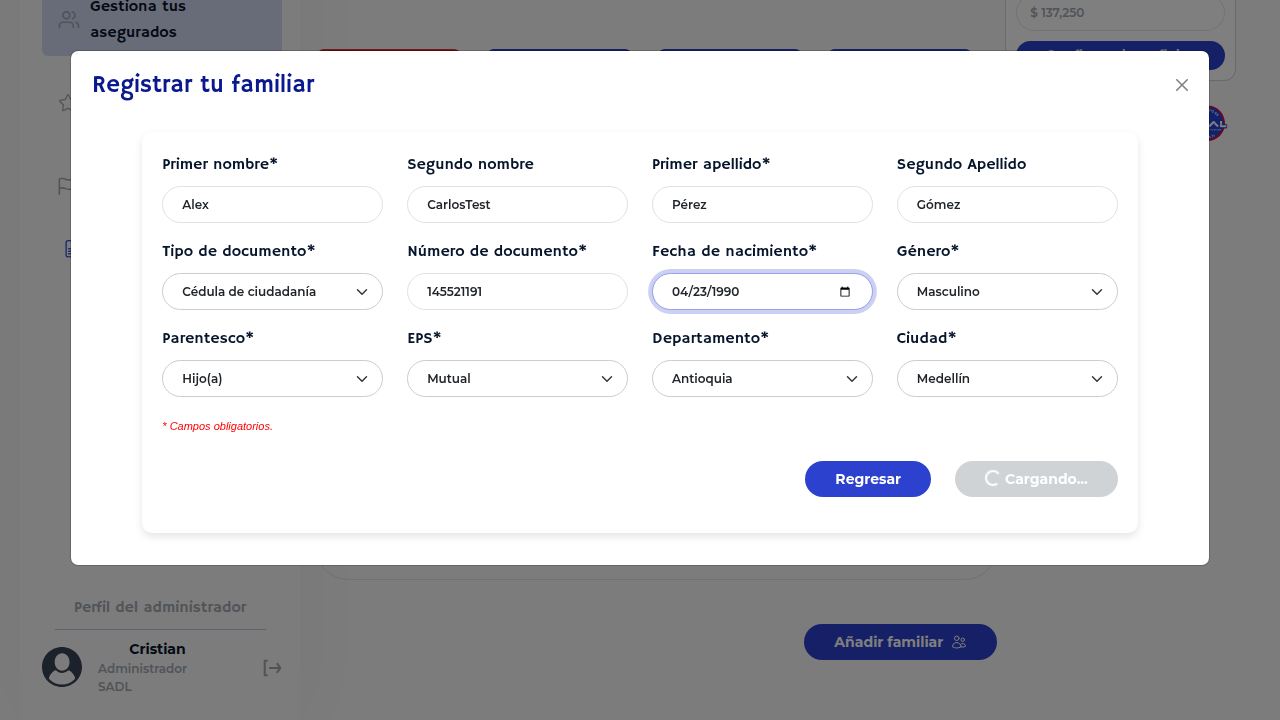 Gestiona tus
asegurados
$ 137,250
Registrar tu familiar
Primer nombre*
Segundo nombre
Primer apellido*
Segundo Apellido
Alex
CarlosTest
Pérez
Gómez
Tipo de documento*
Número de documento*
Fecha de nacimiento*
Género*
Cédula de ciudadanía
145521191
04/23/1990
Masculino
Parentesco*
EPS*
Departamento*
Ciudad*
Hijo(a)
Mutual
Antioquia
Medellín
* Campos obligatorios.
Regresar
Cargando...
Perfil del administrador
Cristian
Administrador
SADL
Añadir familiar